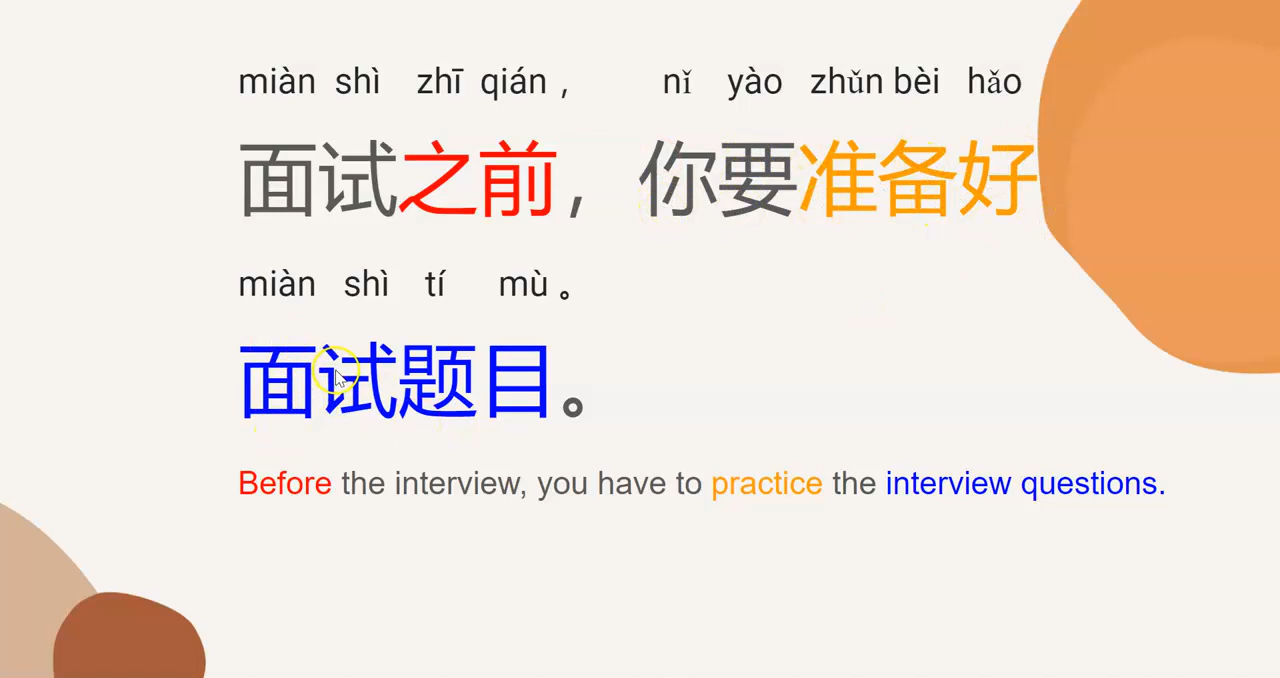 miàn shì zhī qián , nǐ yào zhǔn bèi hǎo
面试之前，你要准备好
miàn shì tí mù 。
面试题目。
Before the interview, you have to practice the interview questions.